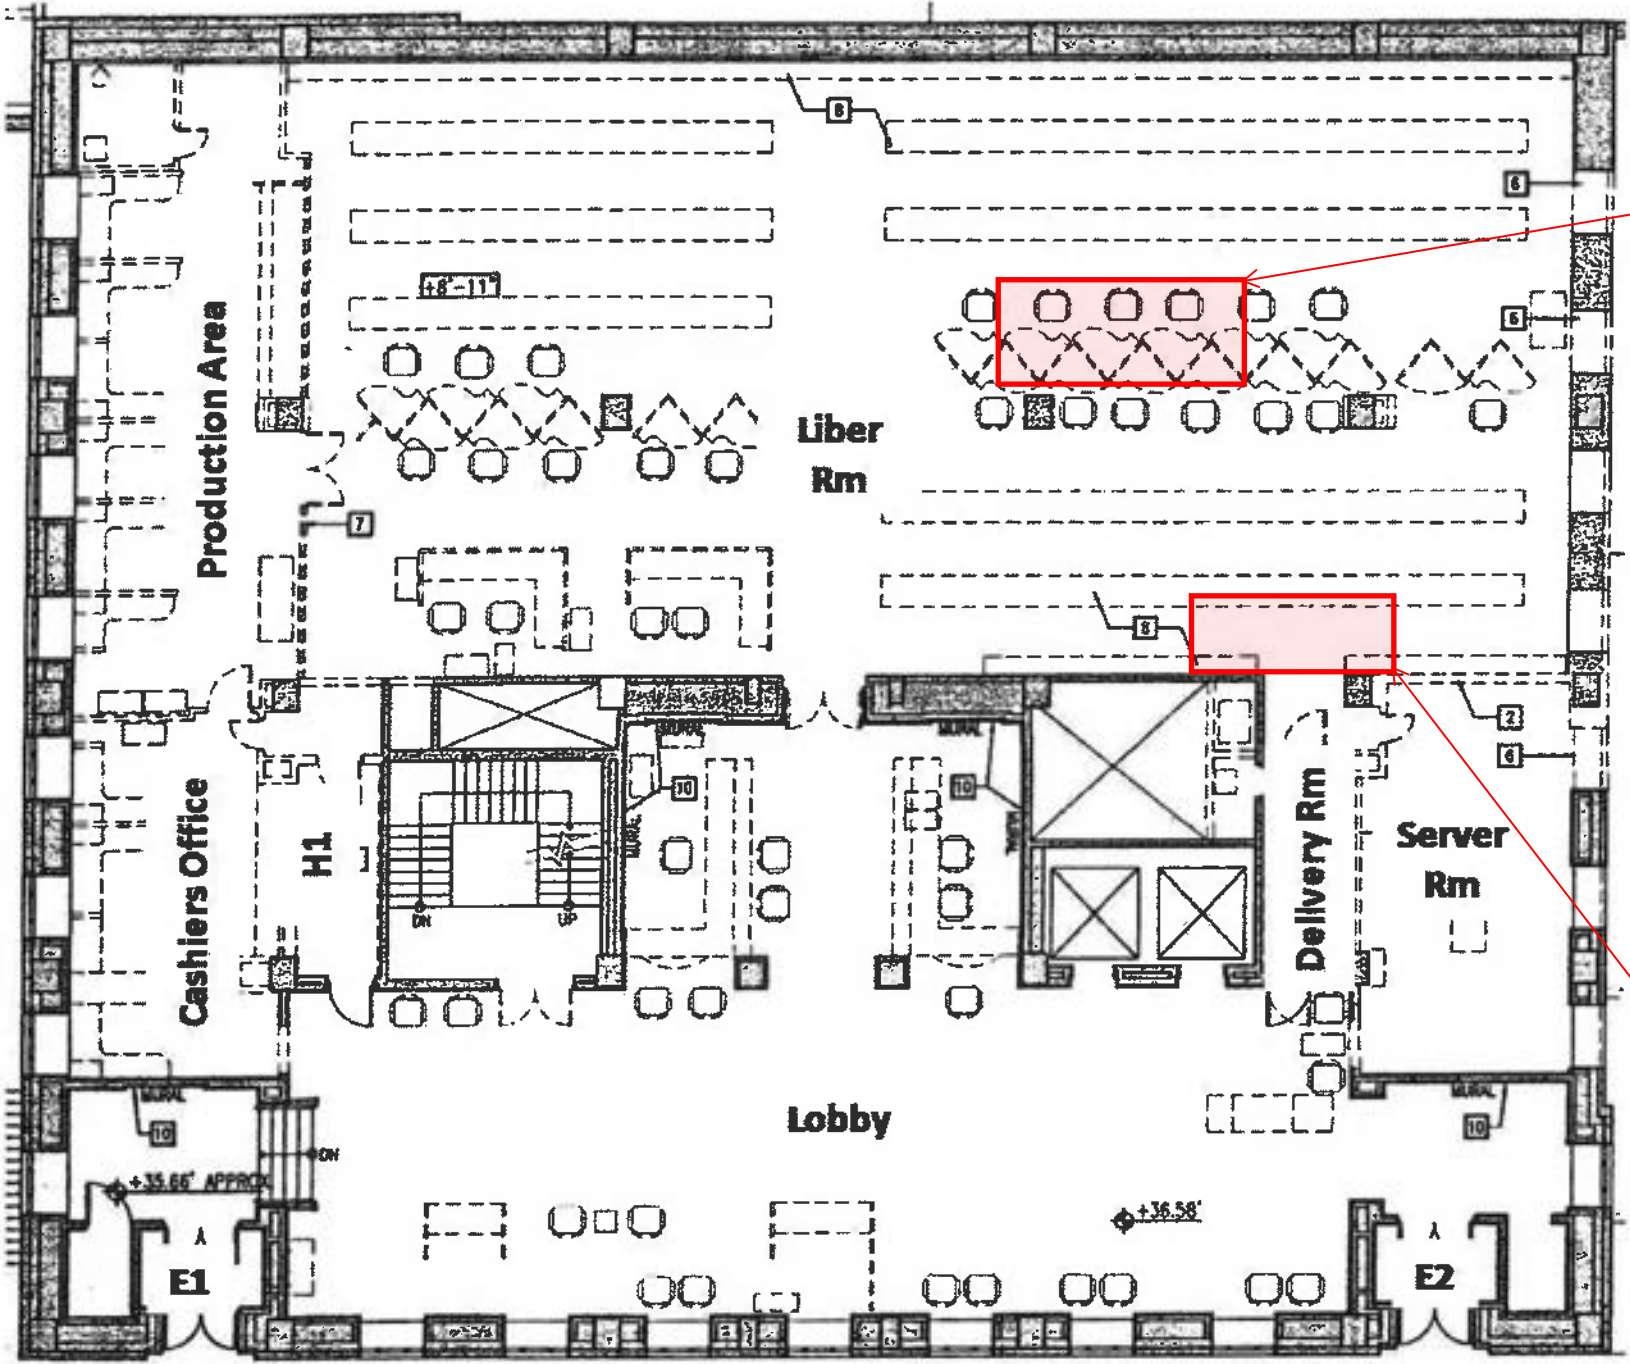 8
6
+8'-11"
6
Production Area
Liber
Rm
7
8
2
6
MURAL
MURAL
10
10
MURAL
MURAL
Cashiers Office
H1
Delivery Rm
Server
Rm
DN
UP
MURAL
10
MURAL
10
Lobby
DN
+35.66' APPROX
+36.58'
E1
E2